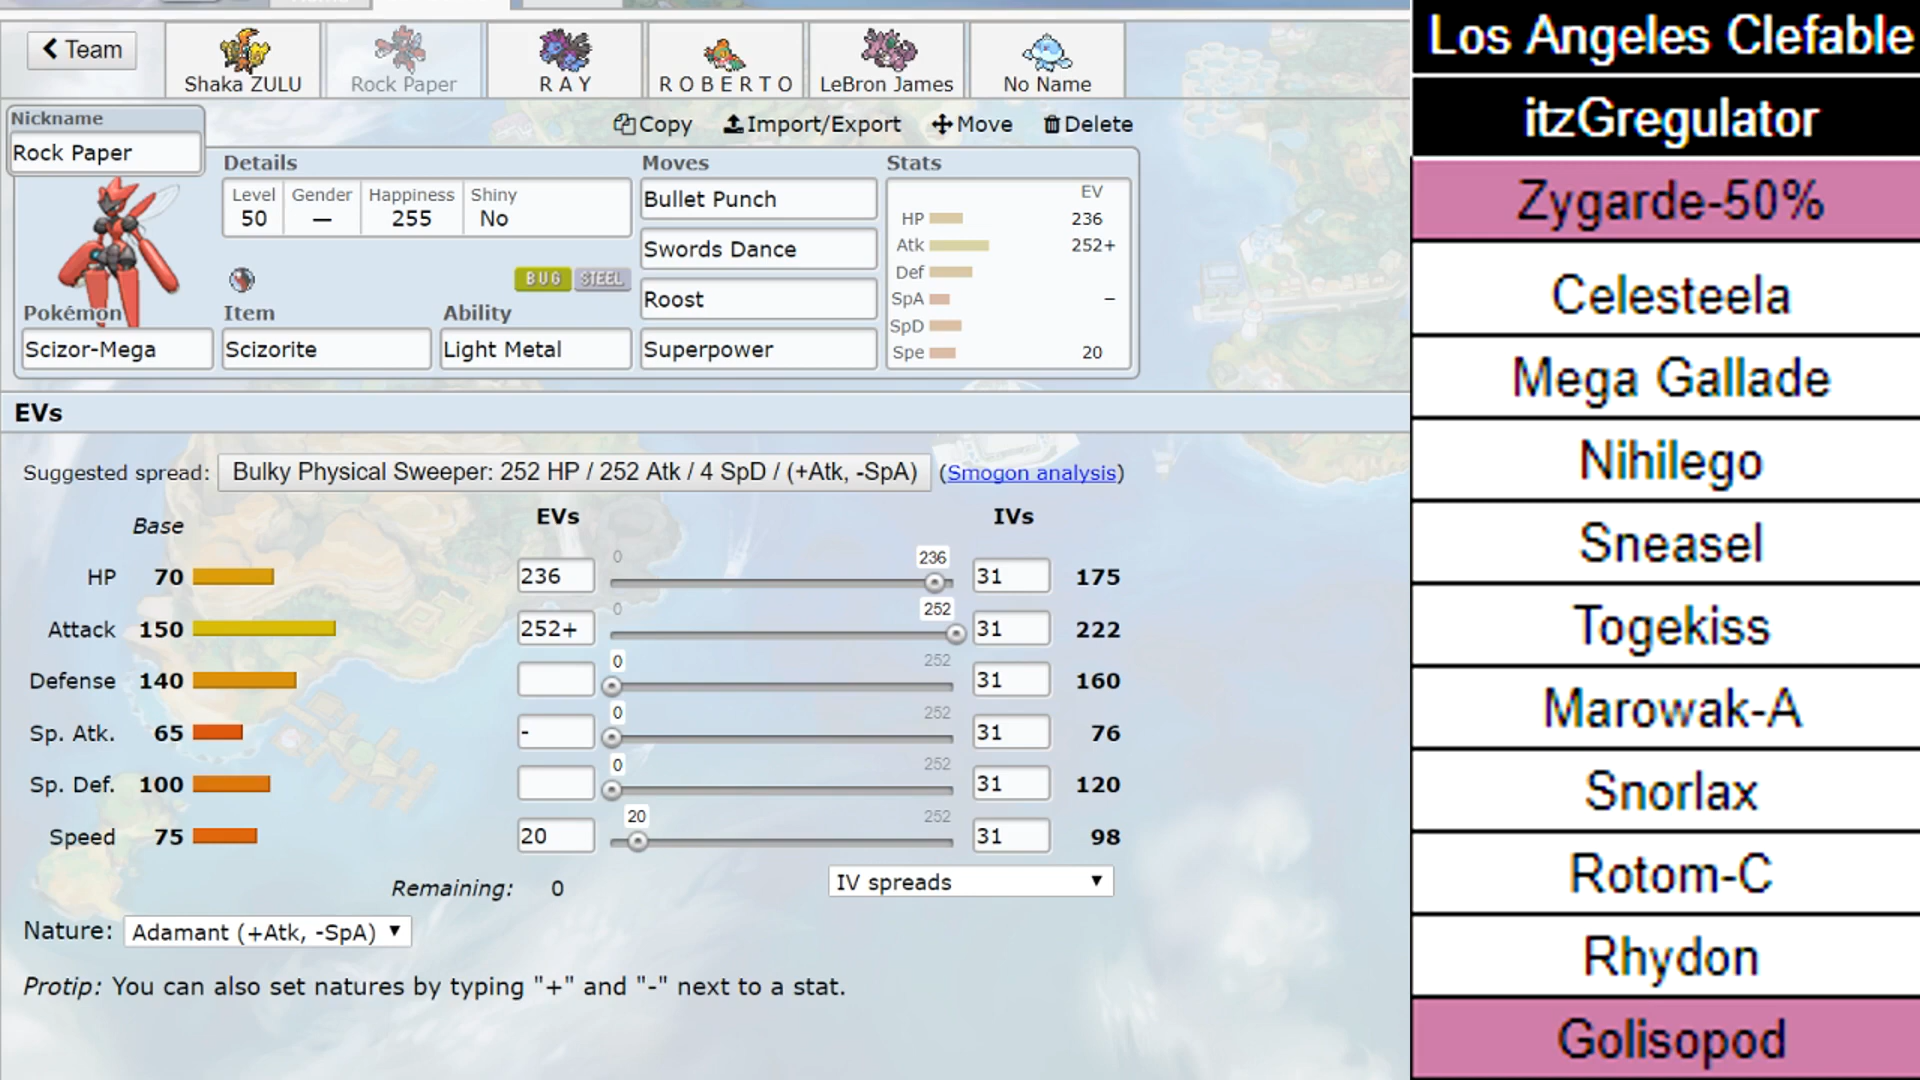 Team
Shaka ZULU
Rock Paper
R A Y
R O B E R T O
LeBron James
No Name
Nickname
Rock Paper
Copy
Import/Export
Move
Delete
Details
Moves
Stats
Level
50
Gender
—
Happiness
255
Shiny
No
Bullet Punch
Swords Dance
Roost
Superpower
EV
HP 236
Atk 252+
Def
SpA –
SpD
Spe 20
BUG STEEL
Pokémon
Item
Ability
Scizor-Mega
Scizorite
Light Metal
EVs
Suggested spread: Bulky Physical Sweeper: 252 HP / 252 Atk / 4 SpD / (+Atk, -SpA) (Smogon analysis)
Base EVs IVs
HP 70 236 0 236 31 175
Attack 150 252+ 0 252 31 222
Defense 140 0 252 31 160
Sp. Atk. 65 - 0 252 31 76
Sp. Def. 100 0 252 31 120
Speed 75 20 20 252 31 98
Remaining: 0
IV spreads
Nature: Adamant (+Atk, -SpA)
Protip: You can also set natures by typing "+" and "-" next to a stat.
Los Angeles Clefable
itzGregulator
Zygarde-50%
Celesteela
Mega Gallade
Nihilego
Sneasel
Togekiss
Marowak-A
Snorlax
Rotom-C
Rhydon
Golisopod